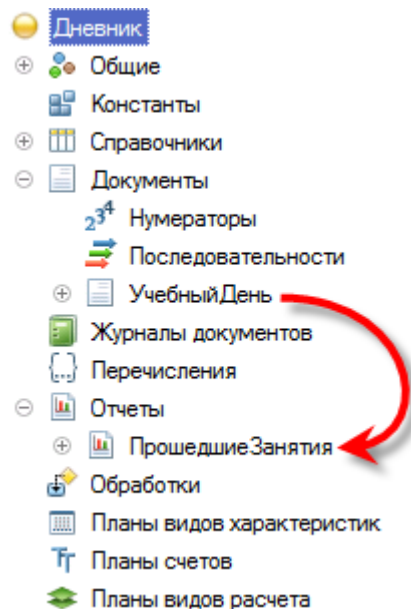 Дневник
Общие
Константы
Справочники
Документы
Нумераторы
Последовательности
УчебныйДень
Журналы документов
Перечисления
Отчеты
ПрошедшиеЗанятия
Обработки
Планы видов характеристик
Планы счетов
Планы видов расчета